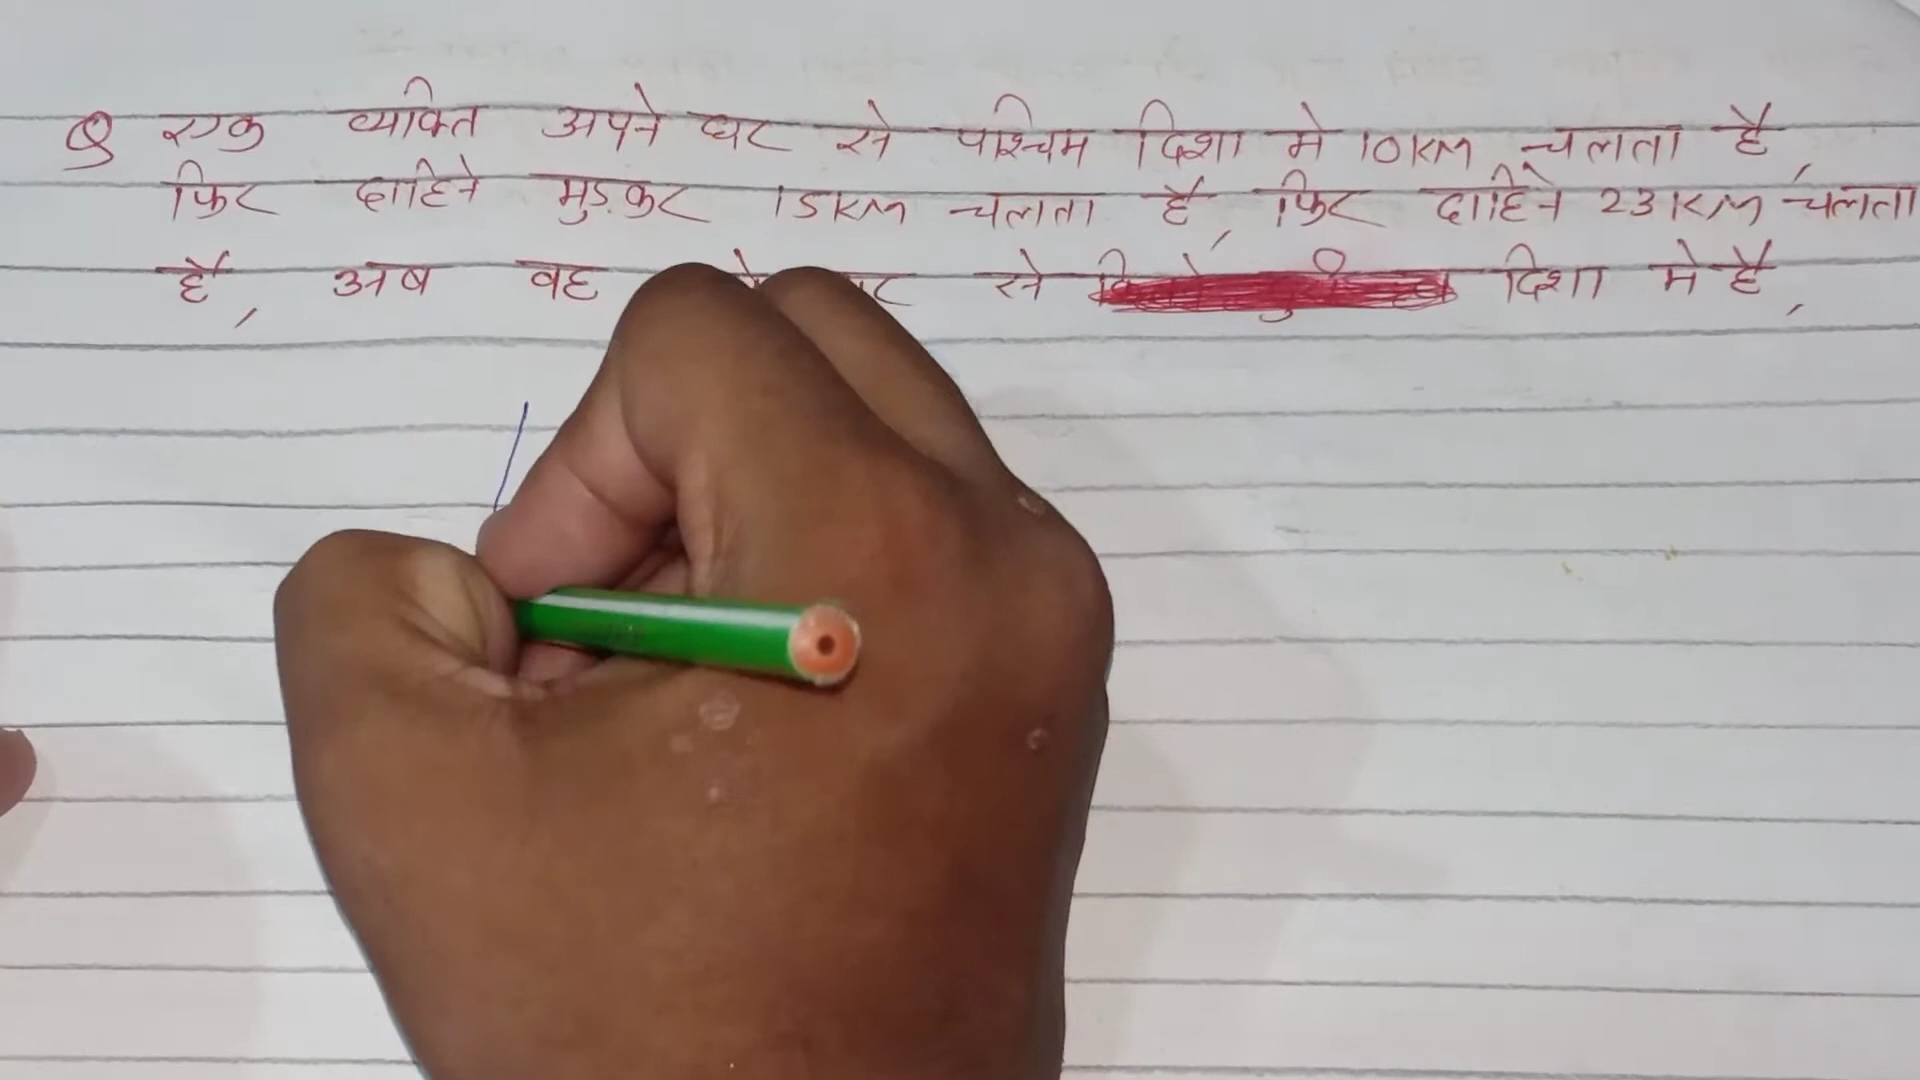 Q एक व्यक्ति अपने घर से पश्चिम दिशा मे 10KM चलता है,
फिर दाहिने मुड़कर 15KM चलता है, फिर दाहिने 23KM चलता
है, अब वह से दिशा मे है,